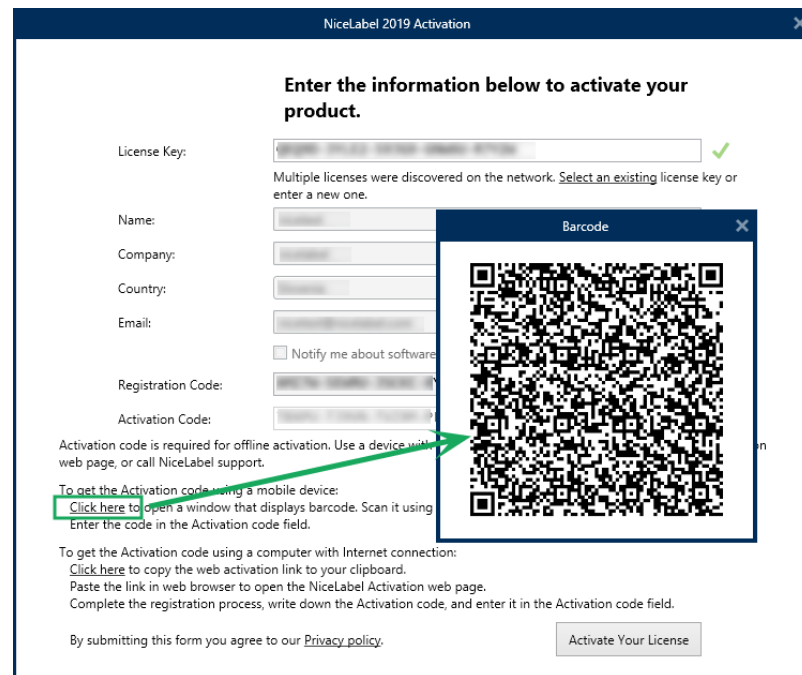 NiceLabel 2019 Activation
Enter the information below to activate your
product.
License Key:
Multiple licenses were discovered on the network. Select an existing license key or
enter a new one.
Name:
Company:
Country:
Email:
Notify me about software
Registration Code:
Activation Code:
Barcode
Activation code is required for offline activation. Use a device with
on
web page, or call NiceLabel support.
To get the Activation code using a mobile device:
Click here to open a window that displays barcode. Scan it using
Enter the code in the Activation code field.
To get the Activation code using a computer with Internet connection:
Click here to copy the web activation link to your clipboard.
Paste the link in web browser to open the NiceLabel Activation web page.
Complete the registration process, write down the Activation code, and enter it in the Activation code field.
By submitting this form you agree to our Privacy policy.
Activate Your License